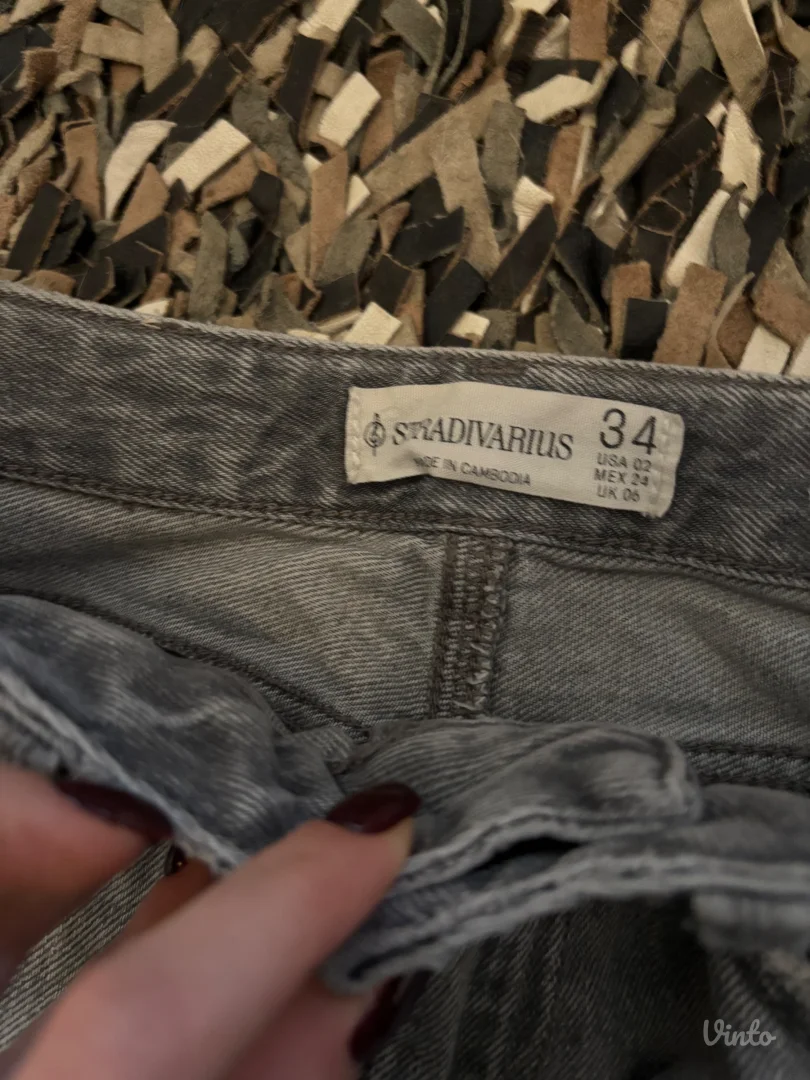 STRADIVARIUS
MADE IN CAMBODIA
34
USA 02
MEX 24
UK 06
Vinto